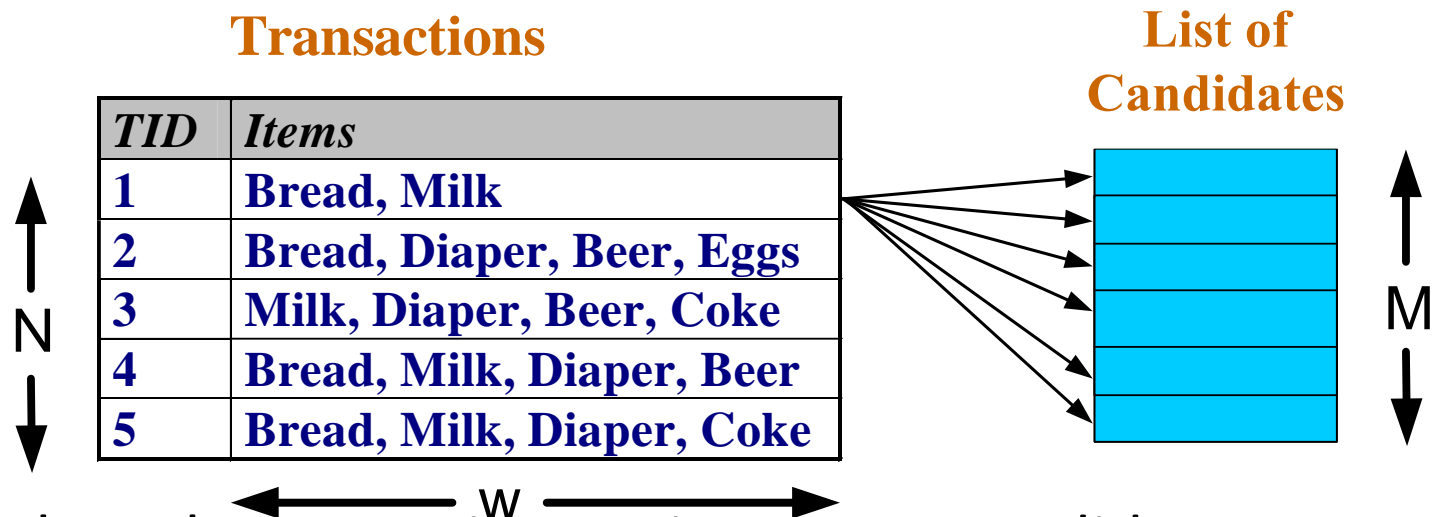 Transactions
List of
Candidates
TID Items
1 Bread, Milk
2 Bread, Diaper, Beer, Eggs
3 Milk, Diaper, Beer, Coke
4 Bread, Milk, Diaper, Beer
5 Bread, Milk, Diaper, Coke
N
M
w